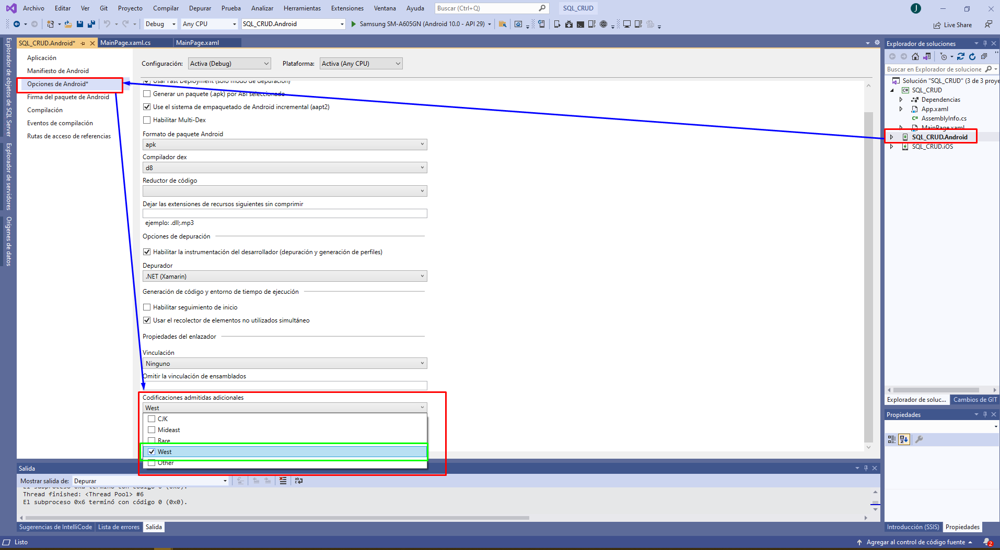 Archivo Editar Ver Git Proyecto Compilar Depurar Prueba Analizar Herramientas Extensiones Ventana Ayuda Buscar (Ctrl+Q) SQL_CRUD J
Debug Any CPU SQL_CRUD.Android Samsung SM-A605GN (Android 10.0 - API 29) Live Share
Explorador de objetos de SQL Server
Explorador de servidores
Orígenes de datos
SQL_CRUD.Android* MainPage.xaml.cs MainPage.xaml
Aplicación
Manifiesto de Android
Opciones de Android*
Firma del paquete de Android
Compilación
Eventos de compilación
Rutas de acceso de referencias
Configuración: Activa (Debug) Plataforma: Activa (Any CPU)
Usar Fast Deployment (solo modo de depuración)
Generar un paquete (.apk) por ABI seleccionado
Use el sistema de empaquetado de Android incremental (aapt2)
Habilitar Multi-Dex
Formato de paquete Android
apk
Compilador dex
d8
Reductor de código
Dejar las extensiones de recursos siguientes sin comprimir
ejemplo: .dll;.mp3
Opciones de depuración
Habilitar la instrumentación del desarrollador (depuración y generación de perfiles)
Depurador
.NET (Xamarin)
Generación de código y entorno de tiempo de ejecución
Habilitar seguimiento de inicio
Usar el recolector de elementos no utilizados simultáneo
Propiedades del enlazador
Vinculación
Ninguno
Omitir la vinculación de ensamblados
Codificaciones admitidas adicionales
West
CJK
Mideast
Rare
West
Other
Explorador de soluciones
Buscar en Explorador de solucione
Solución "SQL_CRUD" (3 de 3 proye
SQL_CRUD
Dependencias
App.xaml
AssemblyInfo.cs
MainPage.xaml
SQL_CRUD.Android
SQL_CRUD.iOS
Explorador de soluc... Cambios de GIT
Propiedades
Introducción (SSIS) Propiedades
Salida
Mostrar salida de: Depurar
El subproceso 0xa terminó con código 0 (0x0).
Thread finished: <Thread Pool> #6
El subproceso 0x6 terminó con código 0 (0x0).
Sugerencias de IntelliCode Lista de errores Salida
Listo Agregar al control de código fuente 2